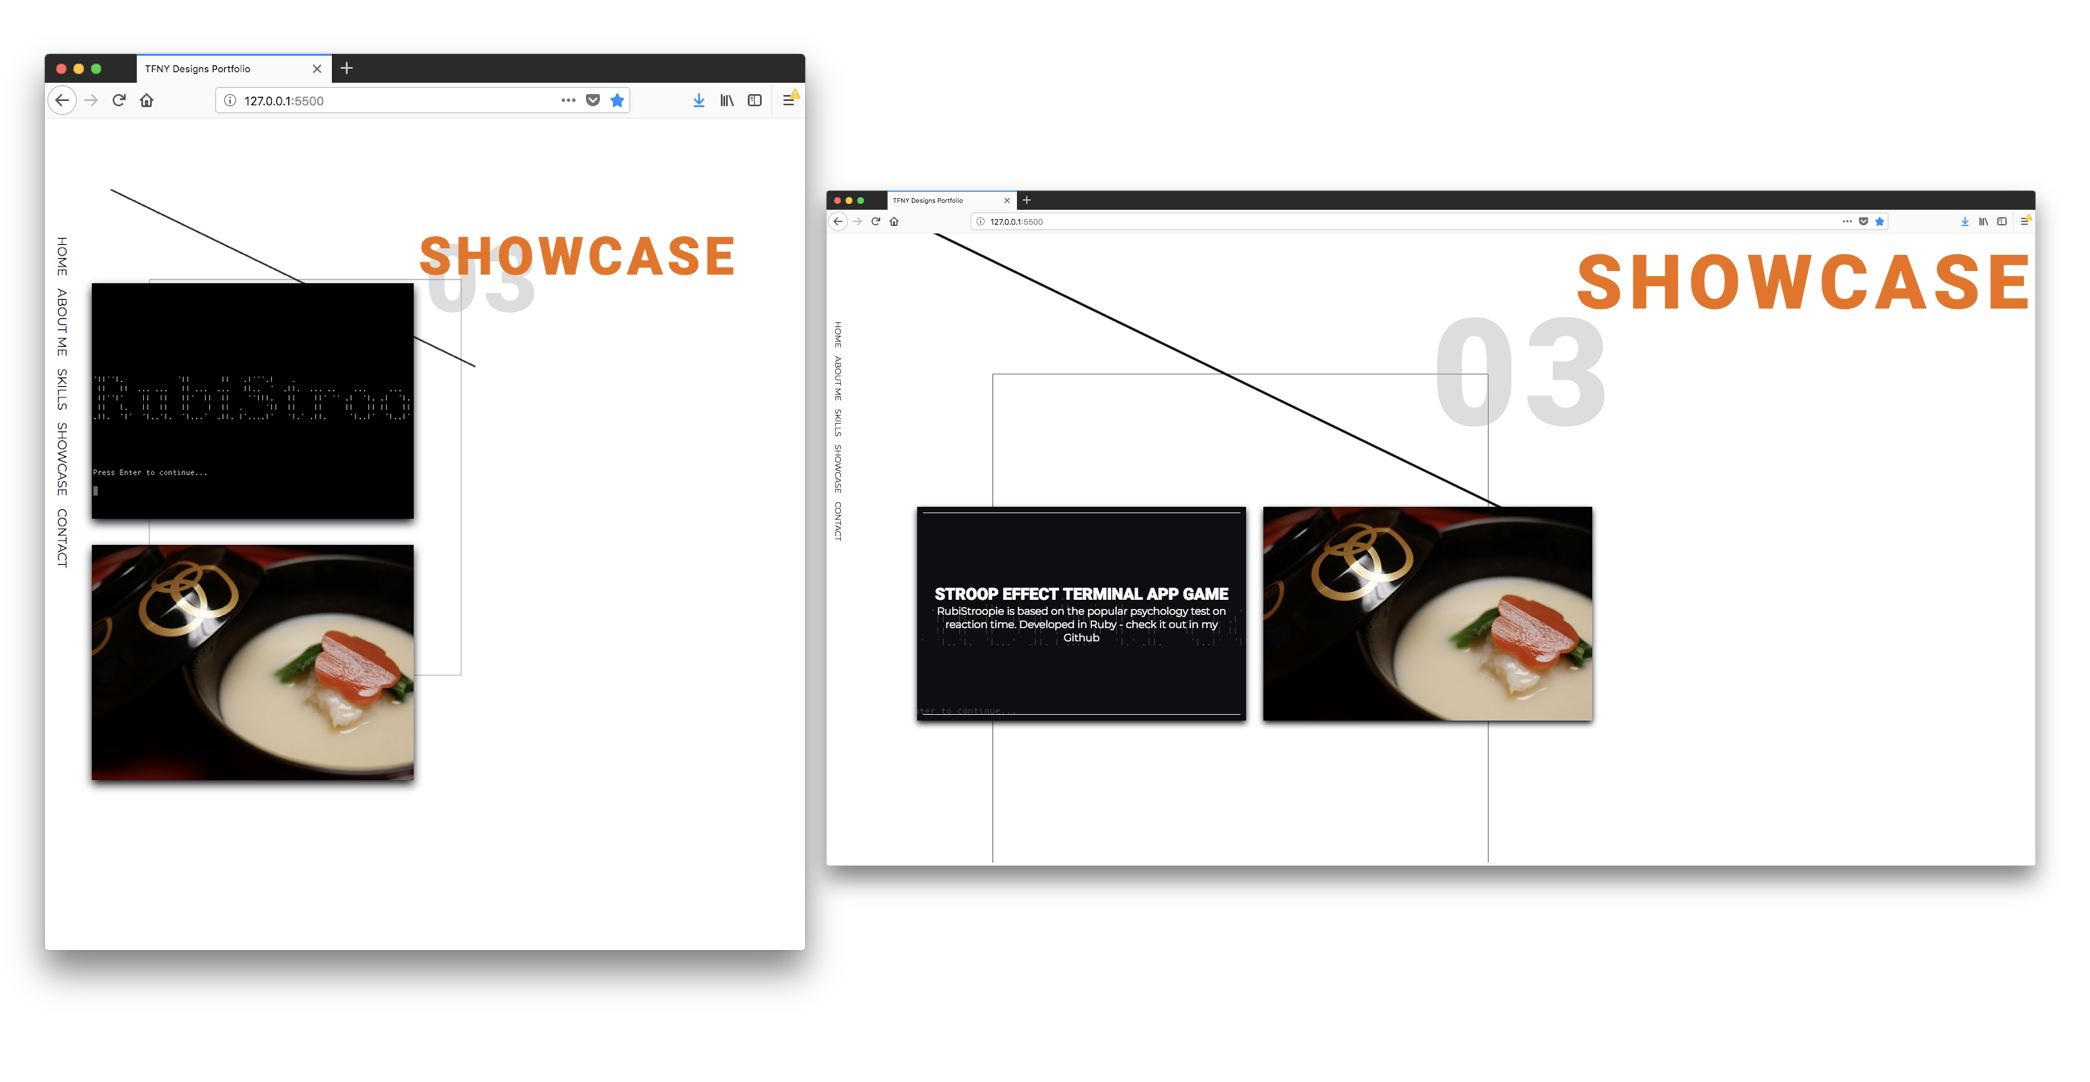 TFNY Designs Portfolio
127.0.0.1:5500
SHOWCASE
03
HOME ABOUT ME SKILLS SHOWCASE CONTACT
RubiStroo
Press Enter to continue...
TFNY Designs Portfolio
127.0.0.1:5500
SHOWCASE
03
HOME ABOUT ME SKILLS SHOWCASE CONTACT
STROOP EFFECT TERMINAL APP GAME
RubiStroopie is based on the popular psychology test on
reaction time. Developed in Ruby - check it out in my
Github
ter to continue...